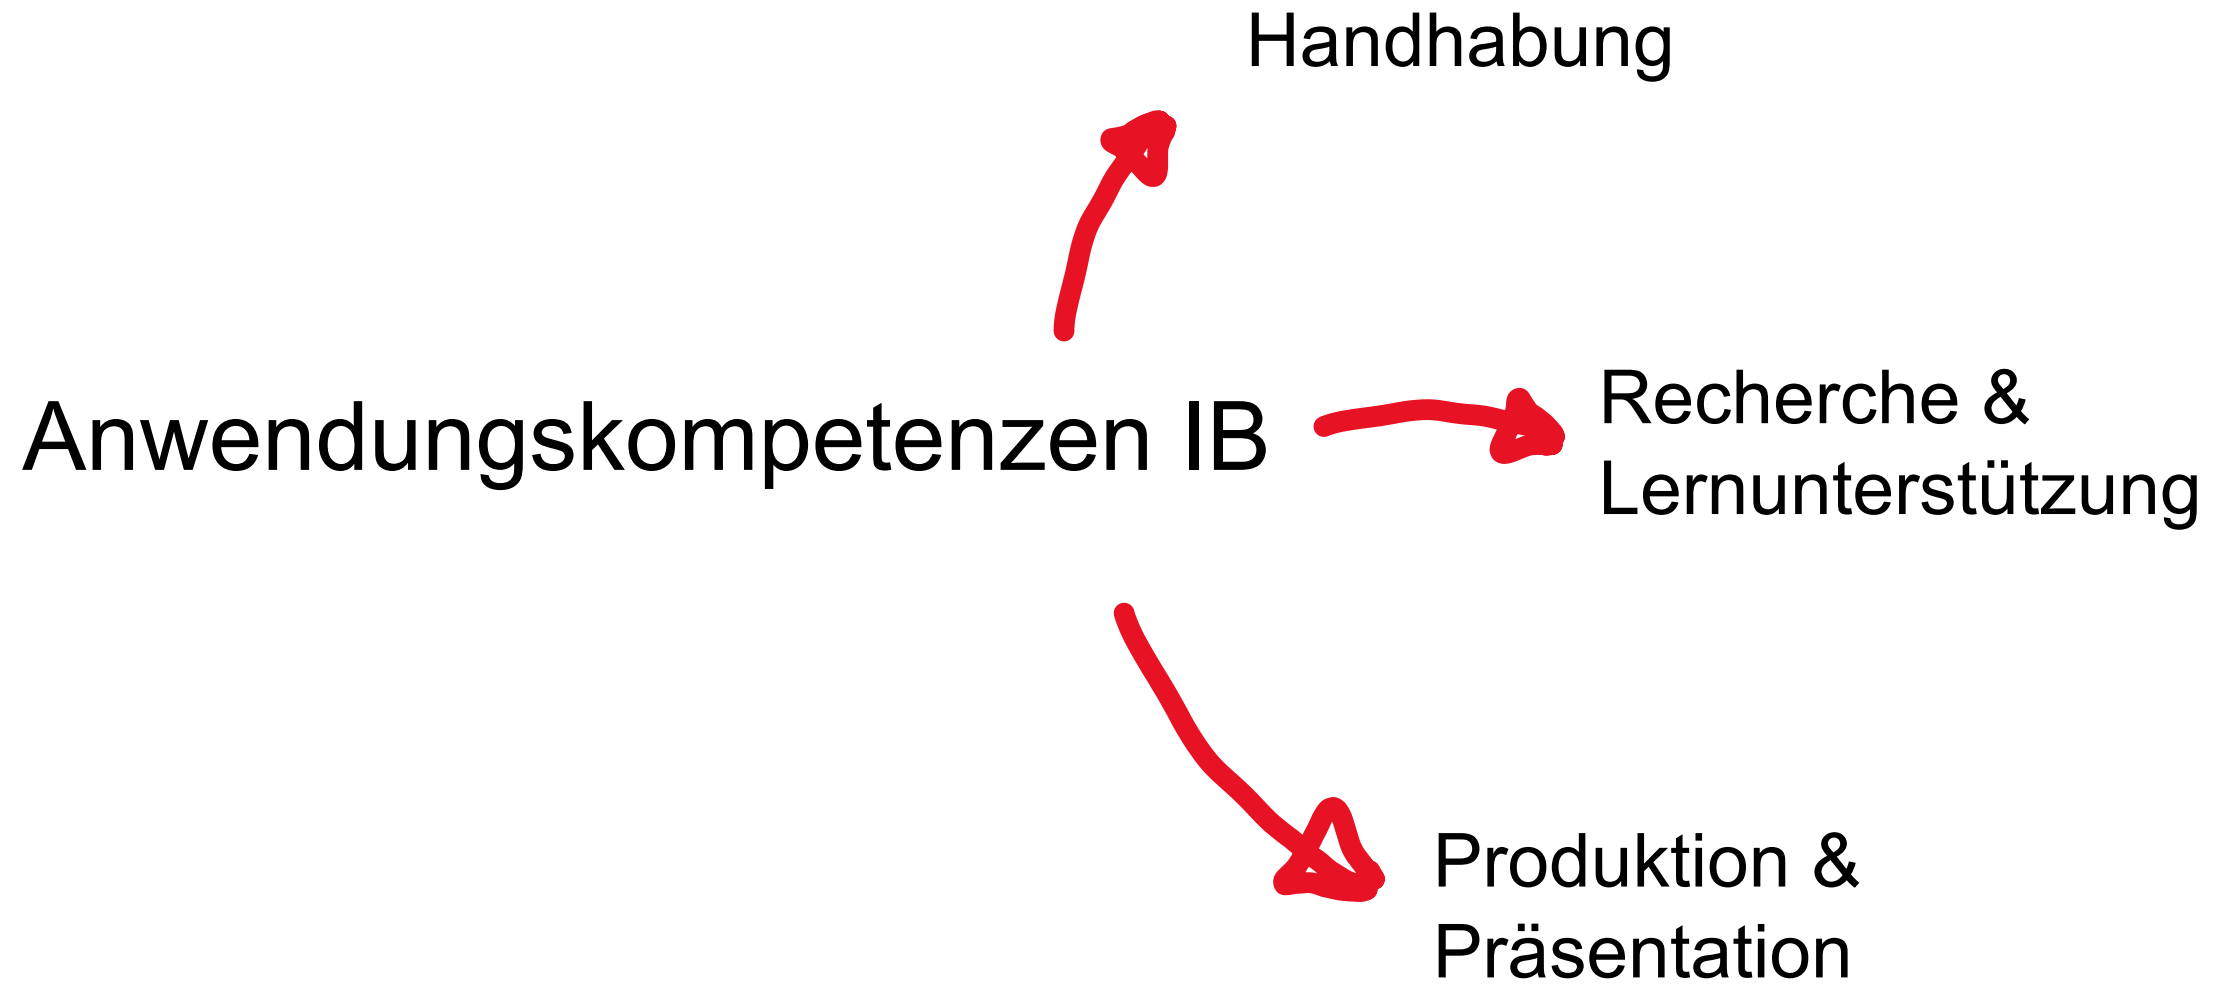 Handhabung
Anwendungskompetenzen IB
Recherche &
Lernunterstützung
Produktion &
Präsentation